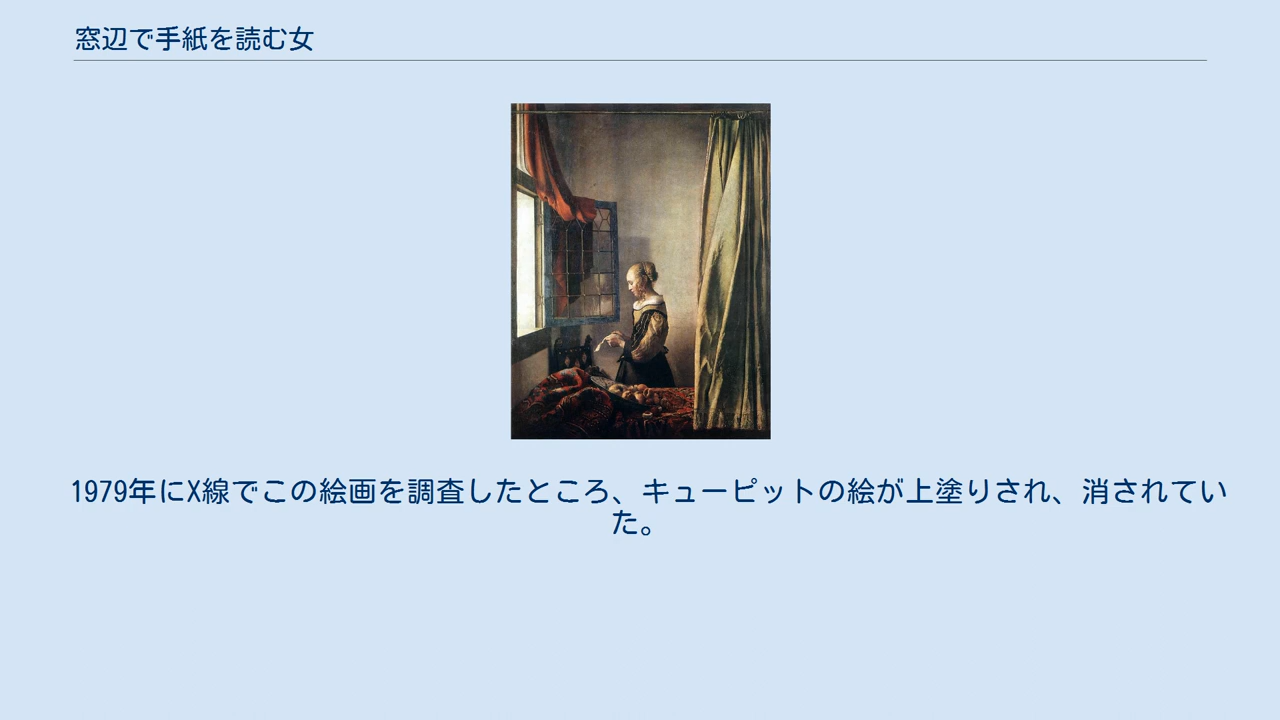 窓辺で手紙を読む女
1979年にX線でこの絵画を調査したところ、キューピットの絵が上塗りされ、消されてい
た。